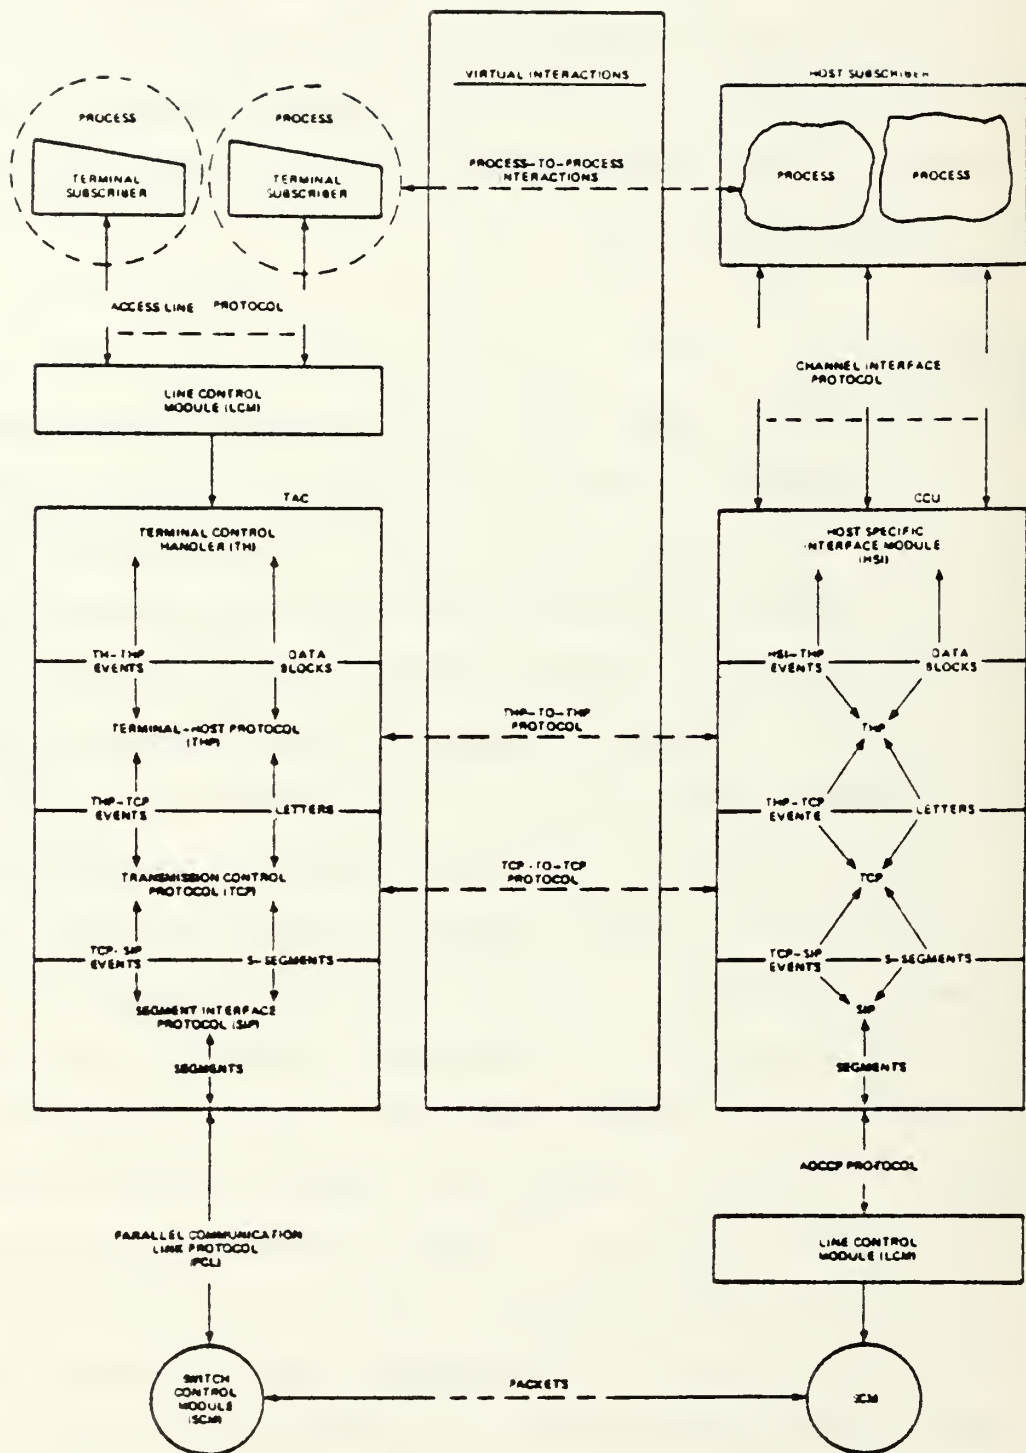 VIRTUAL INTERACTIONS
HOST SUBSCRIBER
PROCESS
PROCESS
TERMINAL
SUBSCRIBER
TERMINAL
SUBSCRIBER
PROCESS-TO-PROCESS
INTERACTIONS
PROCESS
PROCESS
ACCESS LINE PROTOCOL
CHANNEL INTERFACE
PROTOCOL
LINE CONTROL
MODULE (LCM)
TAC
CCU
TERMINAL CONTROL
HANDLER (TH)
HOST SPECIFIC
INTERFACE MODULE
(HSI)
TH-THP
EVENTS
DATA
BLOCKS
HSI-THP
EVENTS
DATA
BLOCKS
TERMINAL-HOST PROTOCOL
(THP)
THP-TO-THP
PROTOCOL
THP
THP-TCP
EVENTS
LETTERS
THP-TCP
EVENTE
LETTERS
TRANSMISSION CONTROL
PROTOCOL (TCP)
TCP-TO-TCP
PROTOCOL
TCP
TCP-SIP
EVENTS
S-SEGMENTS
TCP-SIP
EVENTS
S-SEGMENTS
SEGMENT INTERFACE
PROTOCOL (SIP)
SIP
SEGMENTS
SEGMENTS
ADCCP PROTOCOL
PARALLEL COMMUNICATION
LINE PROTOCOL
(PCL)
LINE CONTROL
MODULE (LCM)
SWITCH
CONTROL
MODULE
(SCM)
PACKETS
SCM